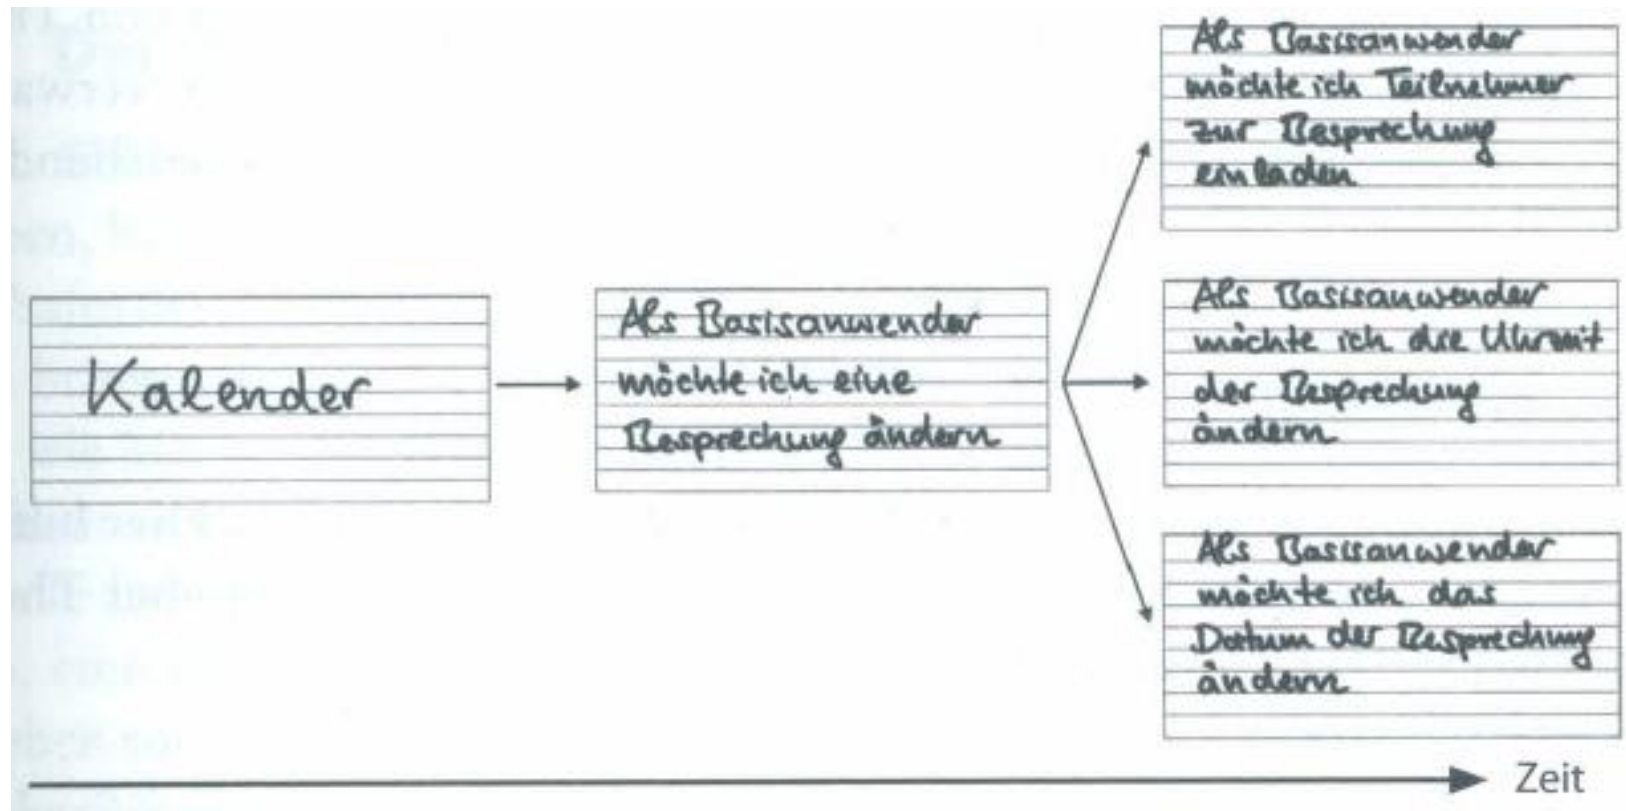 Kalender
Als Basisanwender
möchte ich eine
Besprechung ändern
Als Basisanwender
möchte ich Teilnehmer
zur Besprechung
einladen
Als Basisanwender
möchte ich die Uhrzeit
der Besprechung
ändern
Als Basisanwender
möchte ich das
Datum der Besprechung
ändern
Zeit